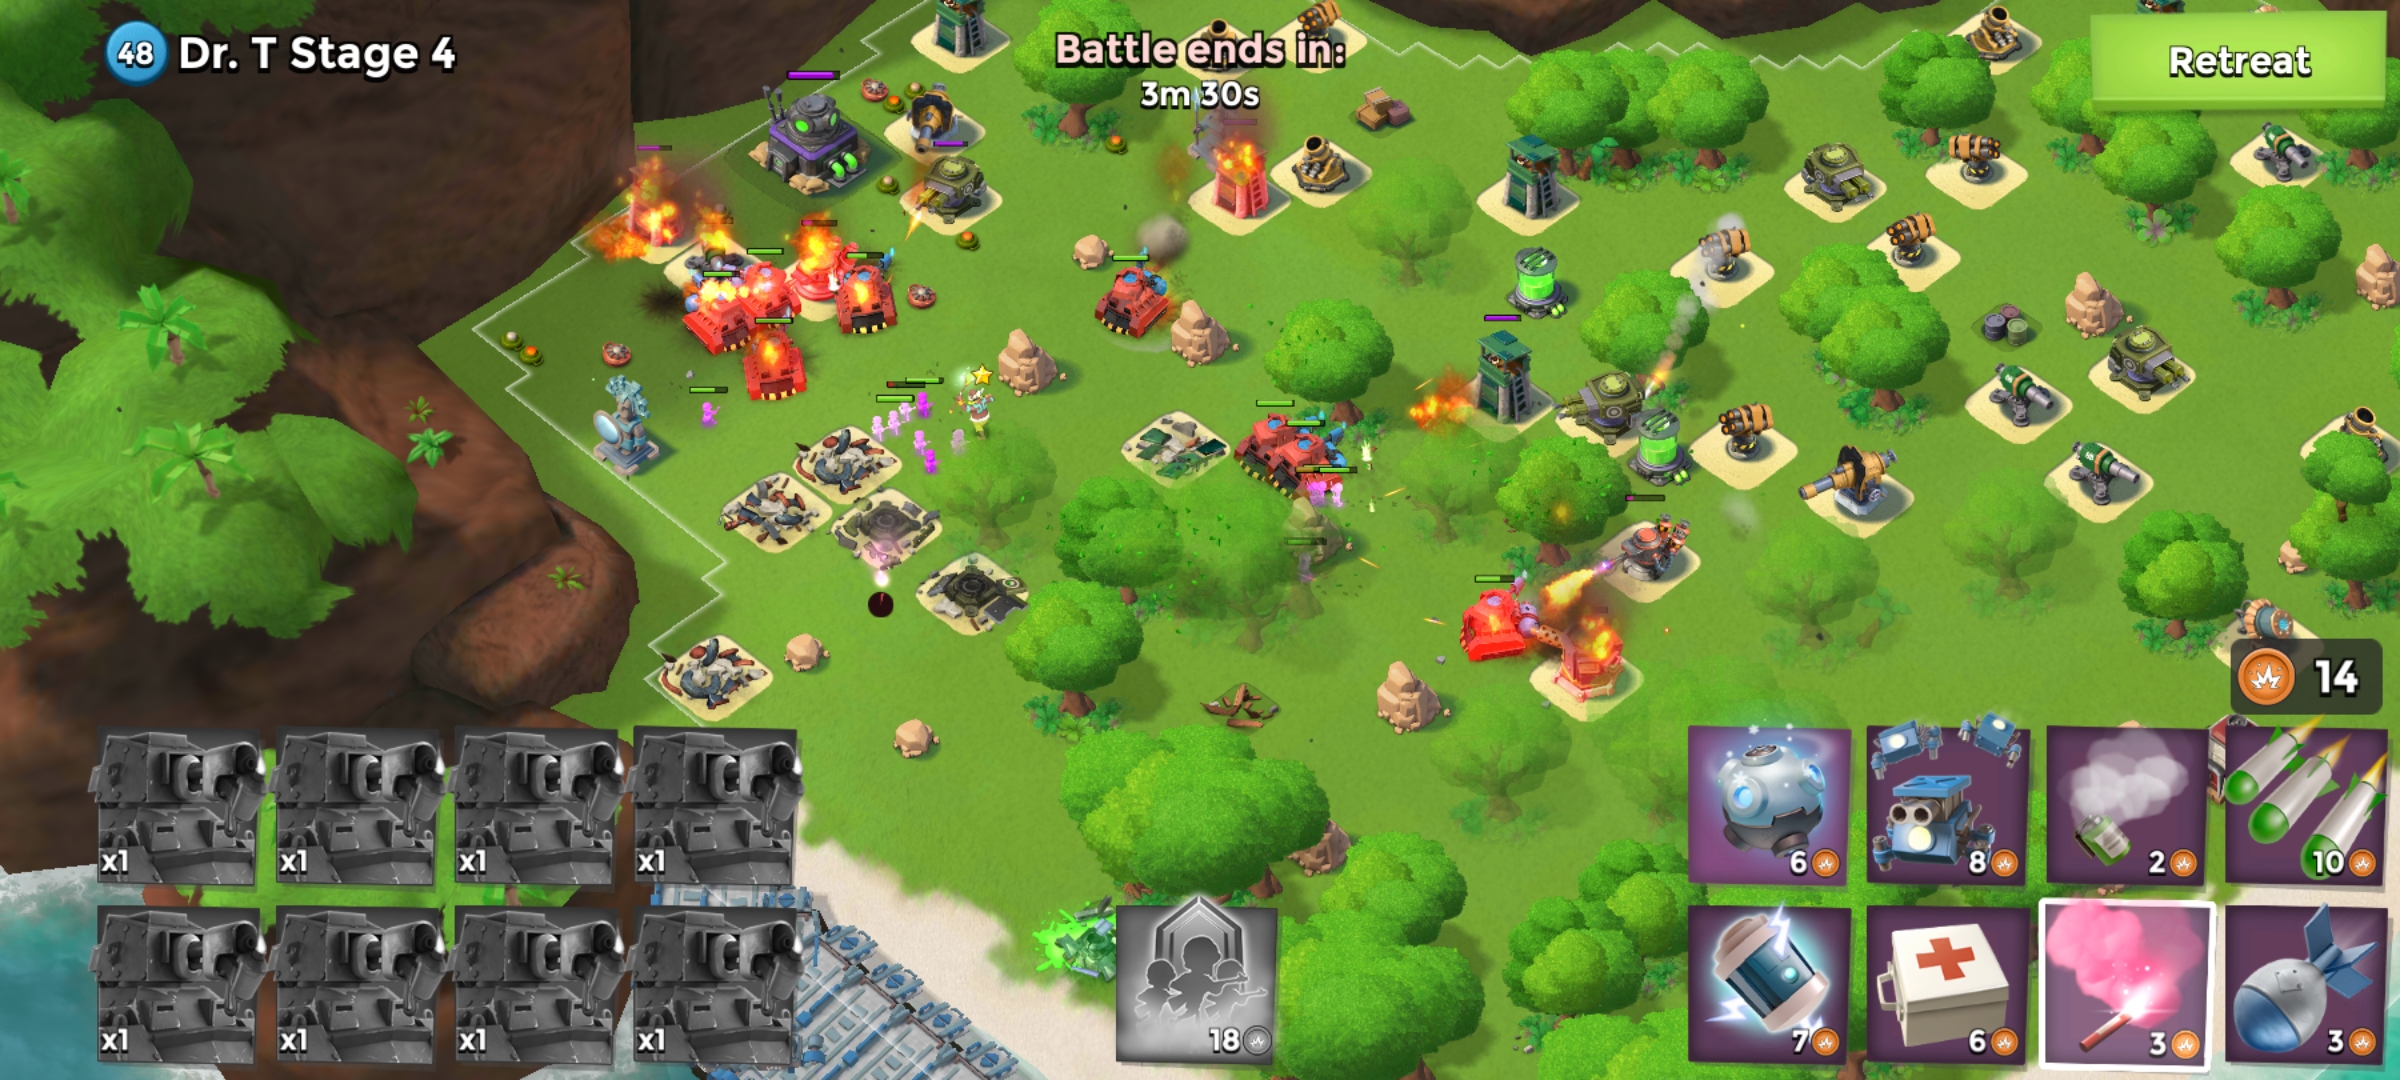 48 Dr. T Stage 4
Battle ends in:
3m 30s
Retreat
14
x1 x1 x1 x1
6 8 2 10
x1 x1 x1 x1
18
7 6 3 3